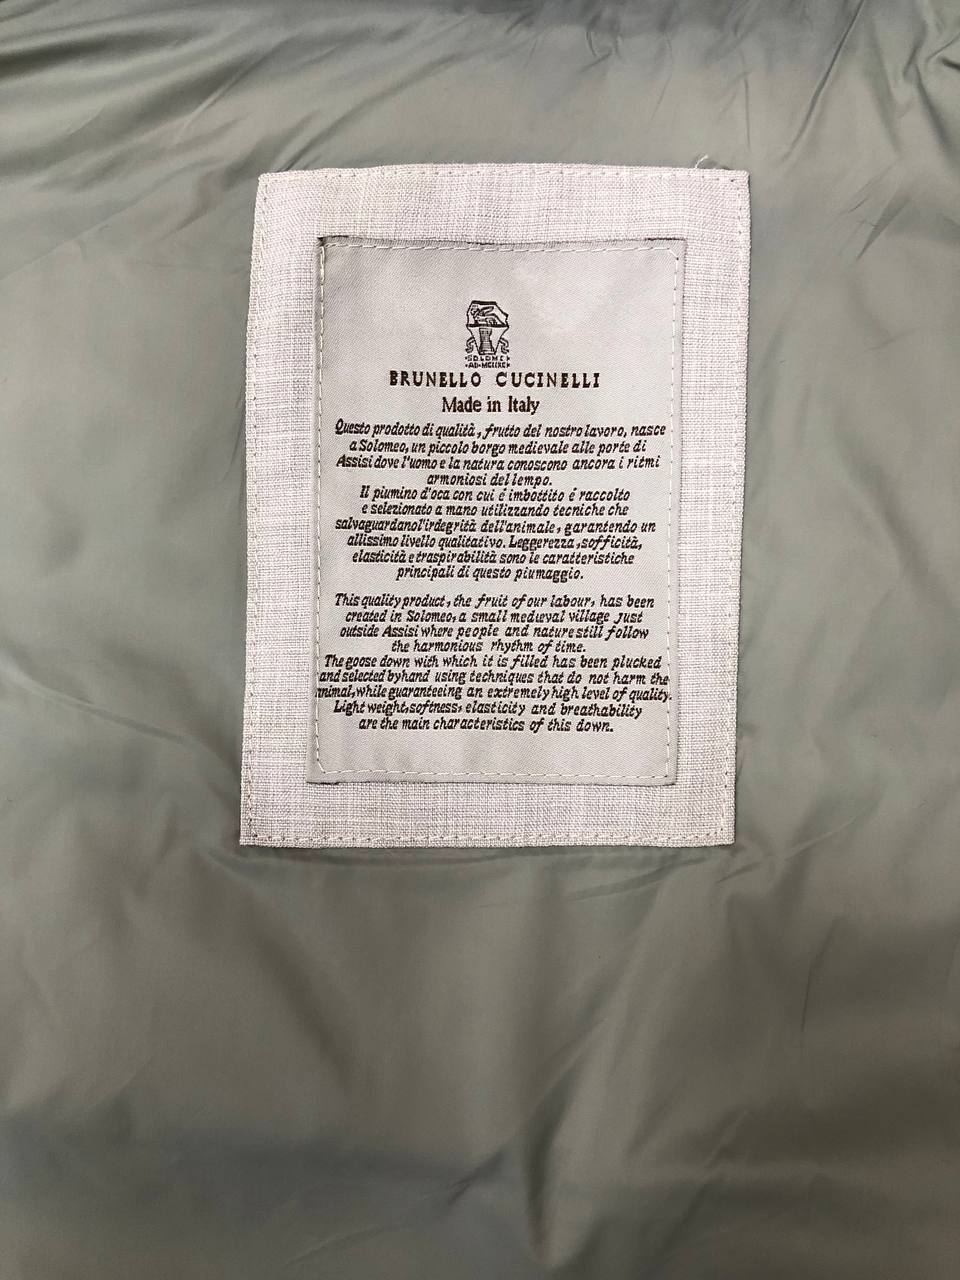 SOLOMEI
BRUNELLO CUCINELLI
Made in Italy
Questo prodotto di qualità, frutto del nostro lavoro, nasce
a Solomeo, un piccolo borgo medievale alle porte di
Assisi dove l'uomo e la natura conoscono ancora i ritmi
armoniosi del lempo.
Il piumino d'oca con cui é imbottito é raccolto
e selezionato a mano utilizzando tecniche che
salvaguardanol'irdegrità dell'animale, garantendo un
allissimo livello qualitativo. Leggerezza, sofficità,
elasticità e traspirabilità sono le caratteristiche
principali di questo piumaggio.
This quality product, the fruit of our labour, has been
created in Solomeo, a small medieval village just
outside Assisi where people and nature still follow
the harmonious rhythm of time.
The goose down with which it is filled has been plucked
and selected by hand using techniques that do not harm the
animal, while guaranteeing an extremely high level of quality.
Light weight, softness, elasticity and breathability
are the main characteristics of this down.